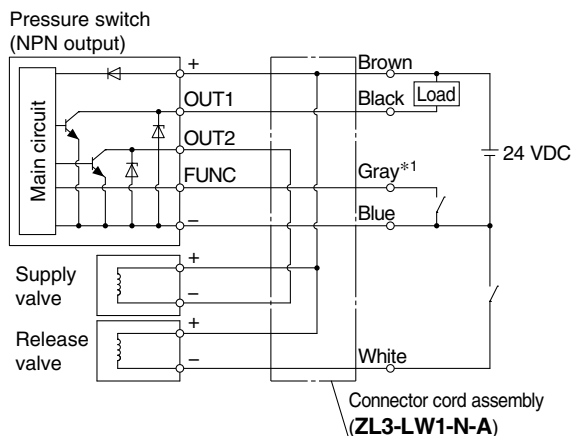 Pressure switch
(NPN output)
+
Brown
OUT1
Black
Load
Main circuit
OUT2
24 VDC
FUNC
Gray*1
−
Blue
Supply
valve
+
−
Release
valve
+
−
White
Connector cord assembly
(ZL3-LW1-N-A)